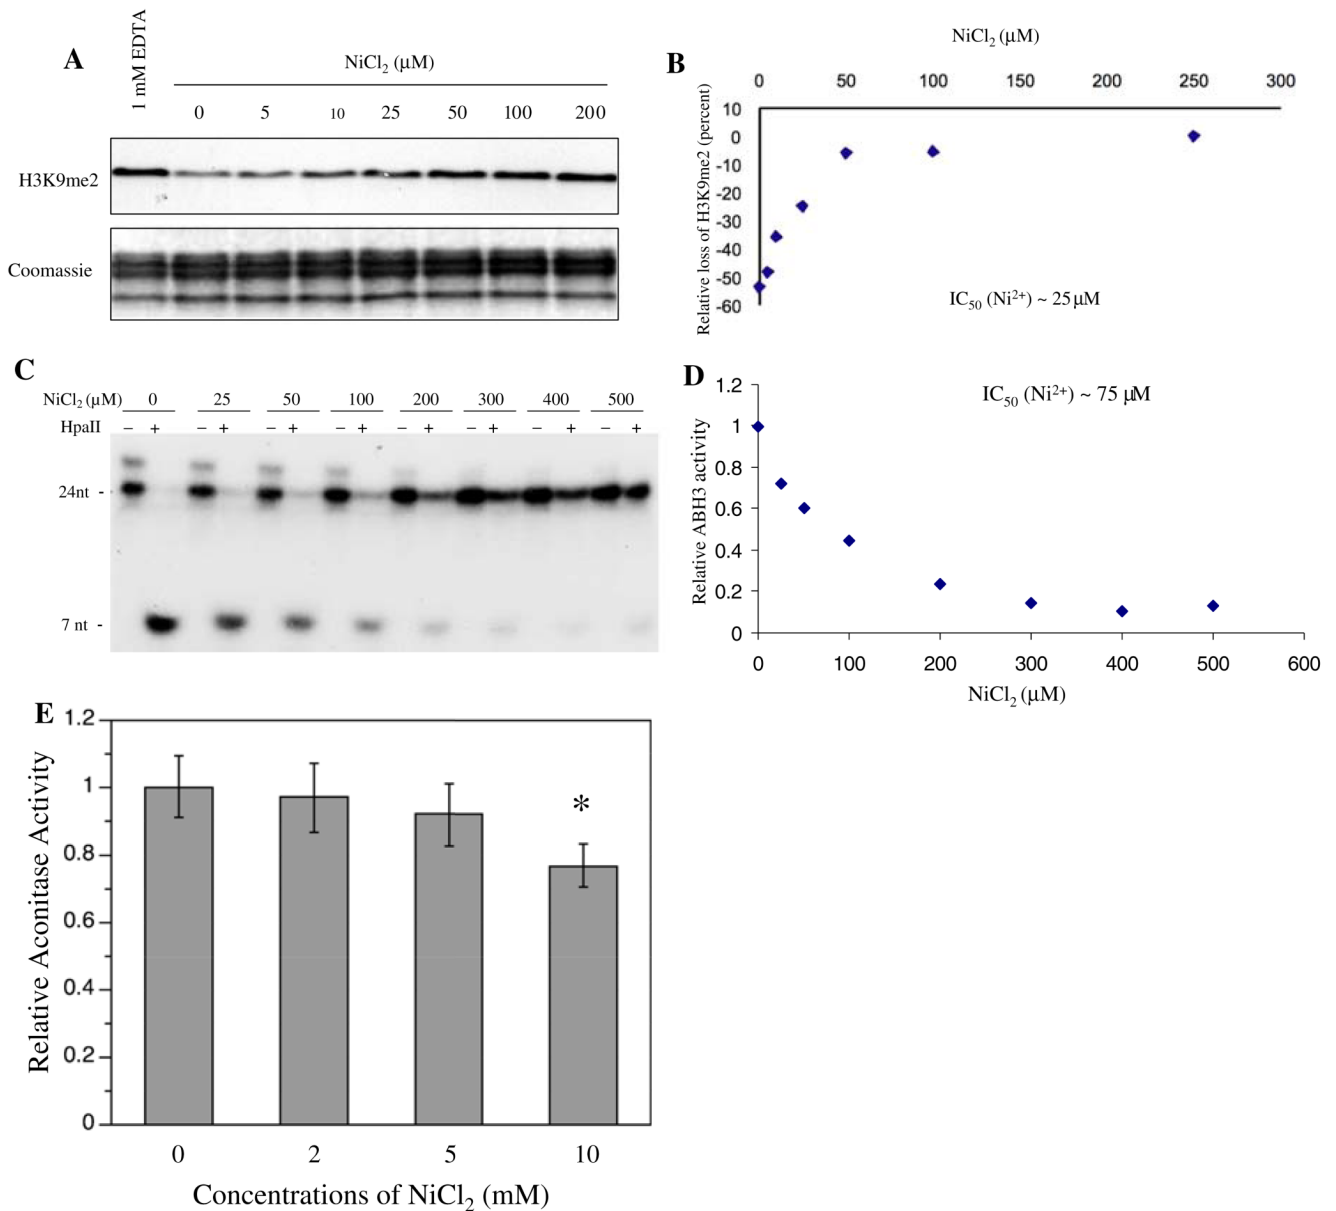 A
1 mM EDTA
NiCl2 (μM)
0 5 10 25 50 100 200
H3K9me2
Coomassie
B
NiCl2 (μM)
0 50 100 150 200 250 300
Relative loss of H3K9me2 (percent)
10
0
-10
-20
-30
-40
-50
-60
IC50 (Ni2+) ~ 25 μM
C
NiCl2 (μM) 0 25 50 100 200 300 400 500
HpaII − + − + − + − + − + − + − + − +
24nt -
7 nt -
D
IC50 (Ni2+) ~ 75 μM
Relative ABH3 activity
1.2
1
0.8
0.6
0.4
0.2
0
0 100 200 300 400 500 600
NiCl2 (μM)
E
Relative Aconitase Activity
1.2
1
0.8
0.6
0.4
0.2
0
*
0 2 5 10
Concentrations of NiCl2 (mM)